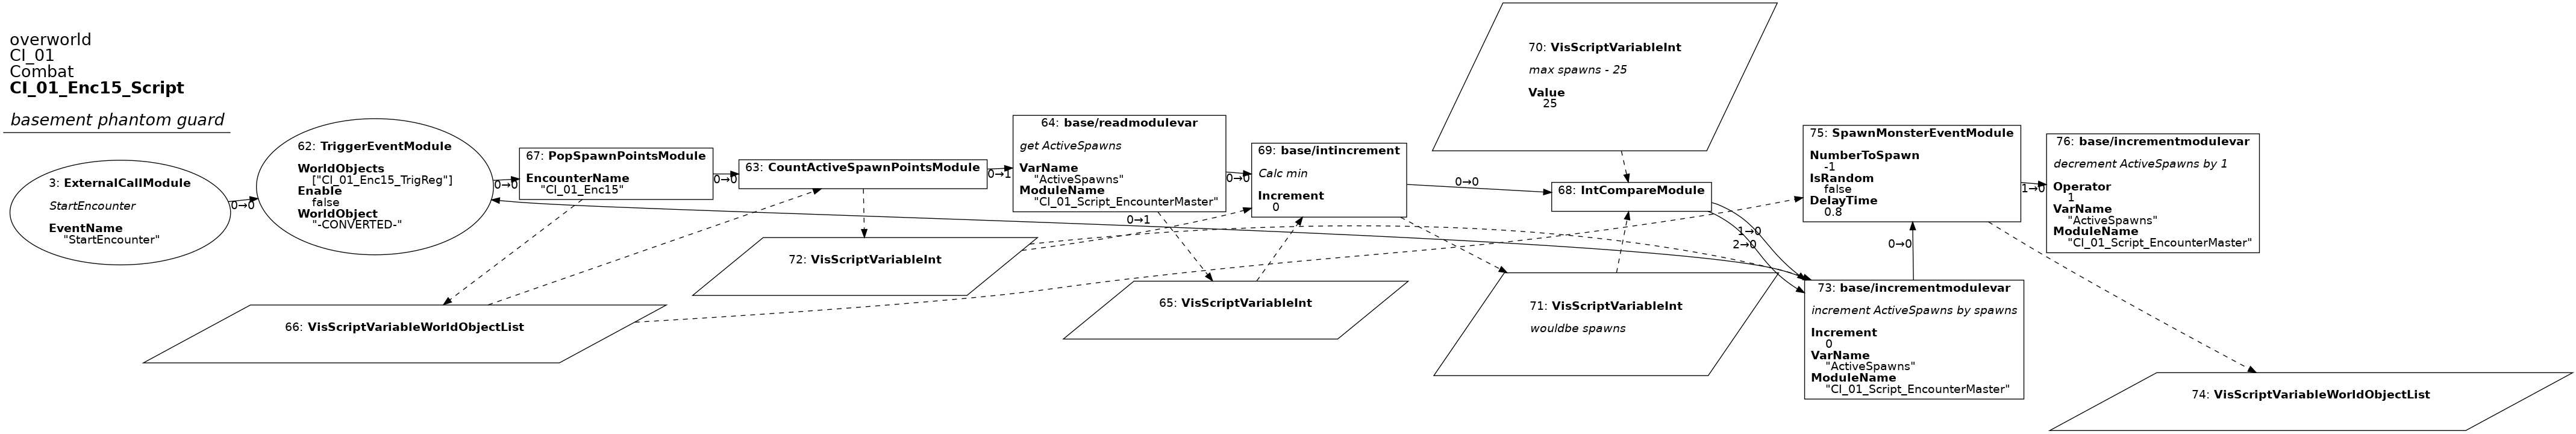 overworld
CI_01
Combat
CI_01_Enc15_Script
basement phantom guard
3: ExternalCallModule
StartEncounter
EventName
"StartEncounter"
0→0
62: TriggerEventModule
WorldObjects
["CI_01_Enc15_TrigReg"]
Enable
false
WorldObject
"-CONVERTED-"
0→0
67: PopSpawnPointsModule
EncounterName
"CI_01_Enc15"
0→0
63: CountActiveSpawnPointsModule
0→1
64: base/readmodulevar
get ActiveSpawns
VarName
"ActiveSpawns"
ModuleName
"CI_01_Script_EncounterMaster"
0→0
69: base/intincrement
Calc min
Increment
0
0→0
70: VisScriptVariableInt
max spawns - 25
Value
25
68: IntCompareModule
1→0
2→0
0→1
75: SpawnMonsterEventModule
NumberToSpawn
-1
IsRandom
false
DelayTime
0.8
1→0
76: base/incrementmodulevar
decrement ActiveSpawns by 1
Operator
1
VarName
"ActiveSpawns"
ModuleName
"CI_01_Script_EncounterMaster"
0→0
72: VisScriptVariableInt
66: VisScriptVariableWorldObjectList
65: VisScriptVariableInt
71: VisScriptVariableInt
wouldbe spawns
73: base/incrementmodulevar
increment ActiveSpawns by spawns
Increment
0
VarName
"ActiveSpawns"
ModuleName
"CI_01_Script_EncounterMaster"
74: VisScriptVariableWorldObjectList